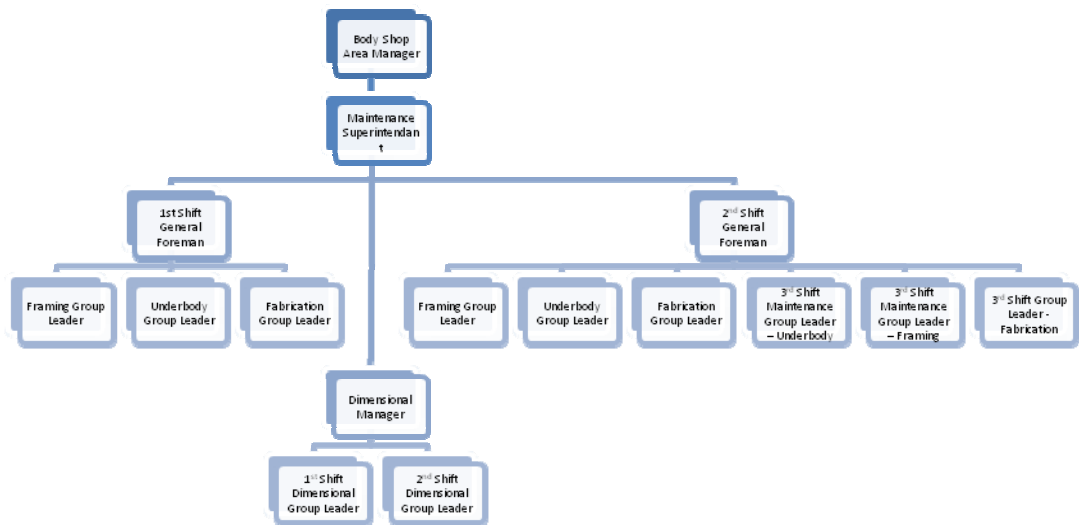 Body Shop
Area Manager
Maintenance
Superintendan
t
1st Shift
General
Foreman
2nd Shift
General
Foreman
Framing Group
Leader
Underbody
Group Leader
Fabrication
Group Leader
Framing Group
Leader
Underbody
Group Leader
Fabrication
Group Leader
3rd Shift
Maintenance
Group Leader
– Underbody
3rd Shift
Maintenance
Group Leader
– Framing
3rd Shift Group
Leader -
Fabrication
Dimensional
Manager
1st Shift
Dimensional
Group Leader
2nd Shift
Dimensional
Group Leader